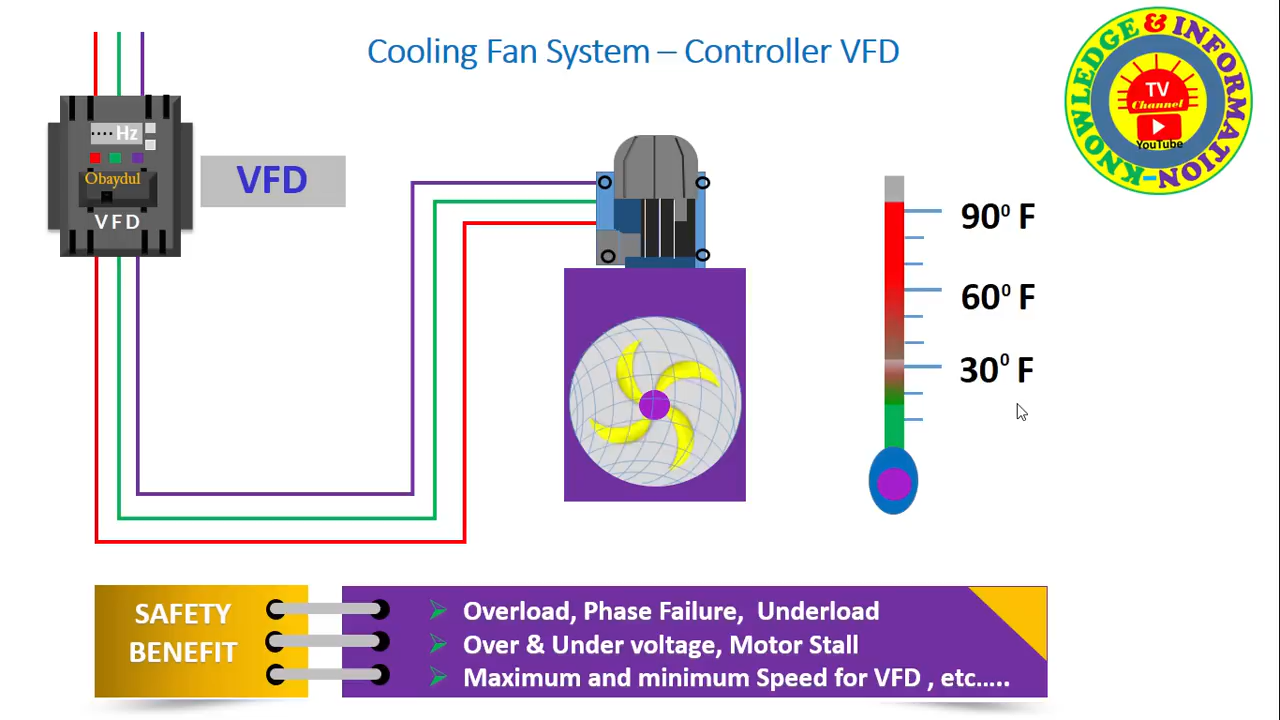 Cooling Fan System – Controller VFD
KNOWLEDGE & INFORMATION-KNOW
TV
Channel
YouTube
....Hz
Obaydul
VFD
VFD
90⁰ F
60⁰ F
30⁰ F
SAFETY
BENEFIT
Overload, Phase Failure, Underload
Over & Under voltage, Motor Stall
Maximum and minimum Speed for VFD , etc.....